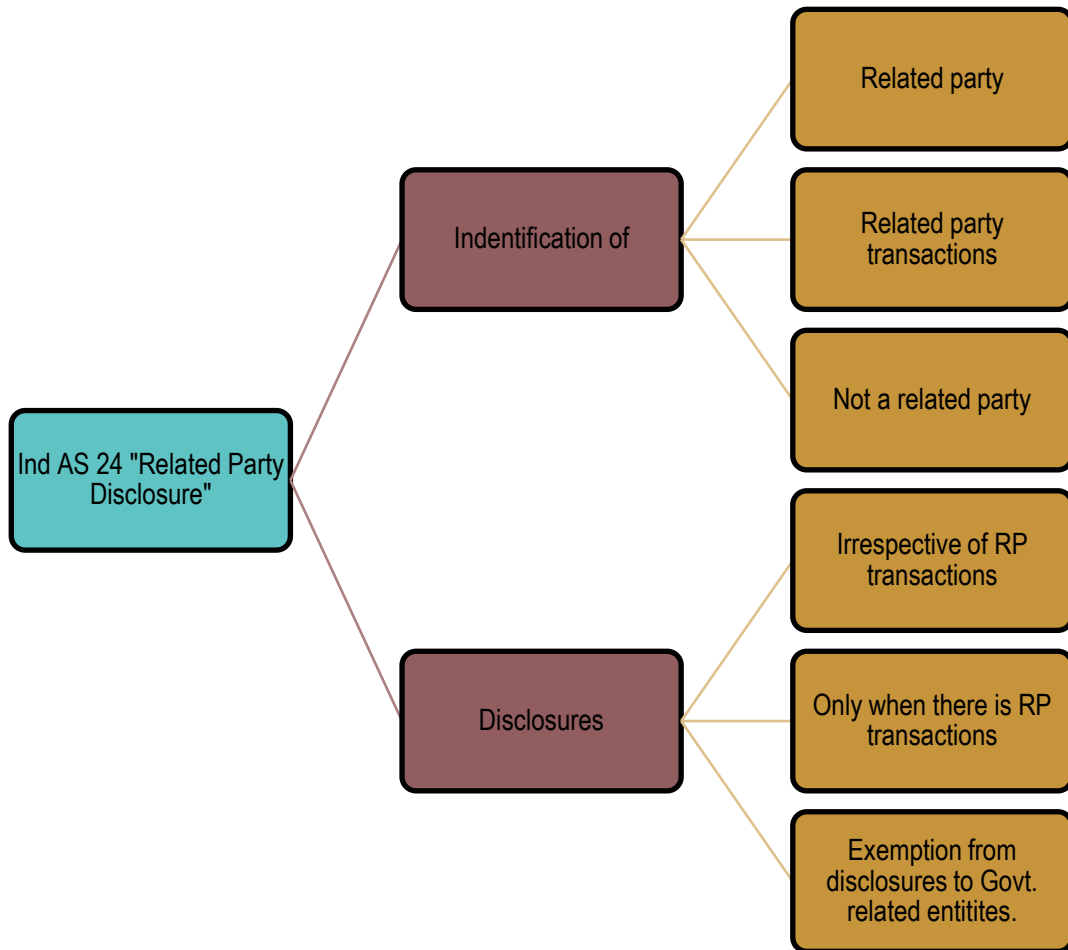 Ind AS 24 "Related Party
Disclosure"
Indentification of
Related party
Related party
transactions
Not a related party
Disclosures
Irrespective of RP
transactions
Only when there is RP
transactions
Exemption from
disclosures to Govt.
related entitites.